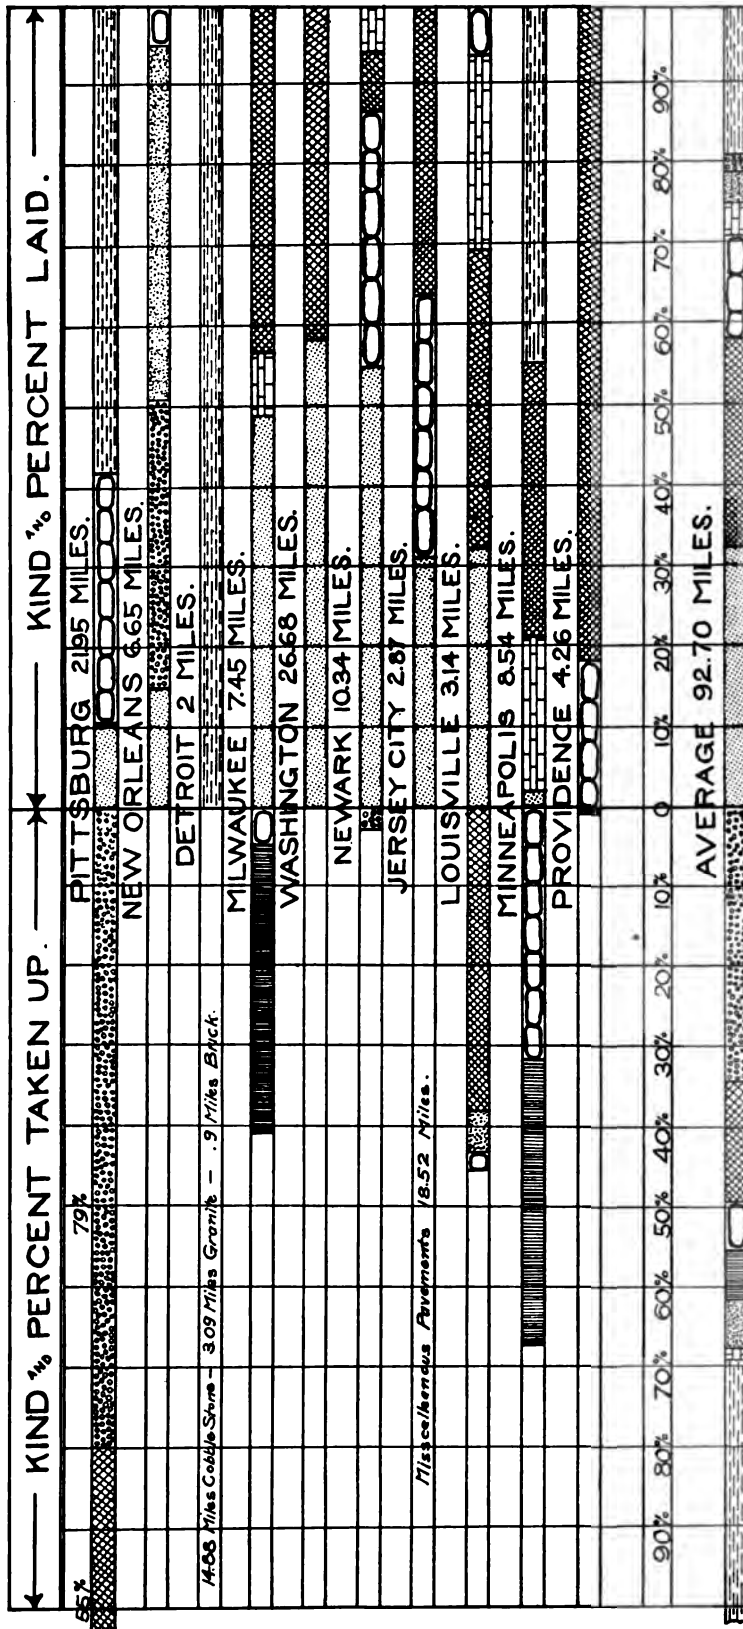 KIND AND PERCENT TAKEN UP.
KIND AND PERCENT LAID.
PITTSBURG 21.95 MILES.
79%
55%
NEW ORLEANS 6.65 MILES.
DETROIT 2 MILES.
14.88 Miles Cobble Stone - 3.09 Miles Granite - .9 Miles Brick.
MILWAUKEE 7.45 MILES.
WASHINGTON 26.68 MILES.
NEWARK 10.34 MILES.
JERSEY CITY 2.87 MILES.
Misscelhenous Pavements 18.52 Miles.
LOUISVILLE 3.14 MILES.
MINNEAPOLIS 8.54 MILES.
PROVIDENCE 4.26 MILES.
90% 80% 70% 60% 50% 40% 30% 20% 10% 0 10% 20% 30% 40% 50% 60% 70% 80% 90%
AVERAGE 92.70 MILES.